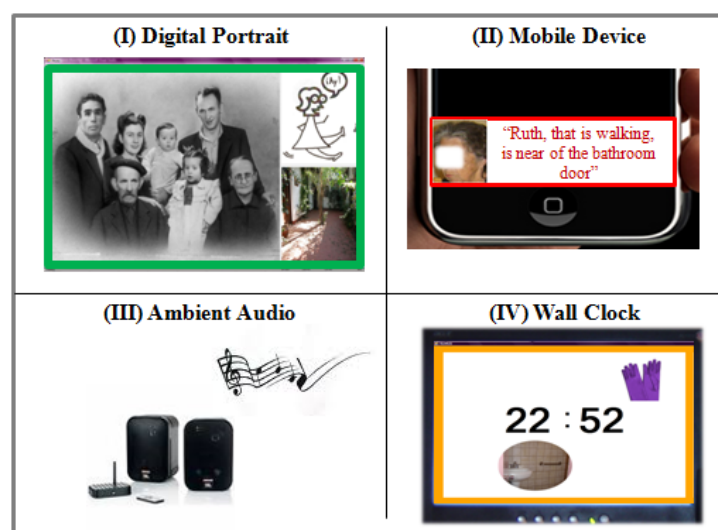 (I) Digital Portrait
(II) Mobile Device
¡Ay!
“Ruth, that is walking,
is near of the bathroom
door”
(III) Ambient Audio
(IV) Wall Clock
22 : 52